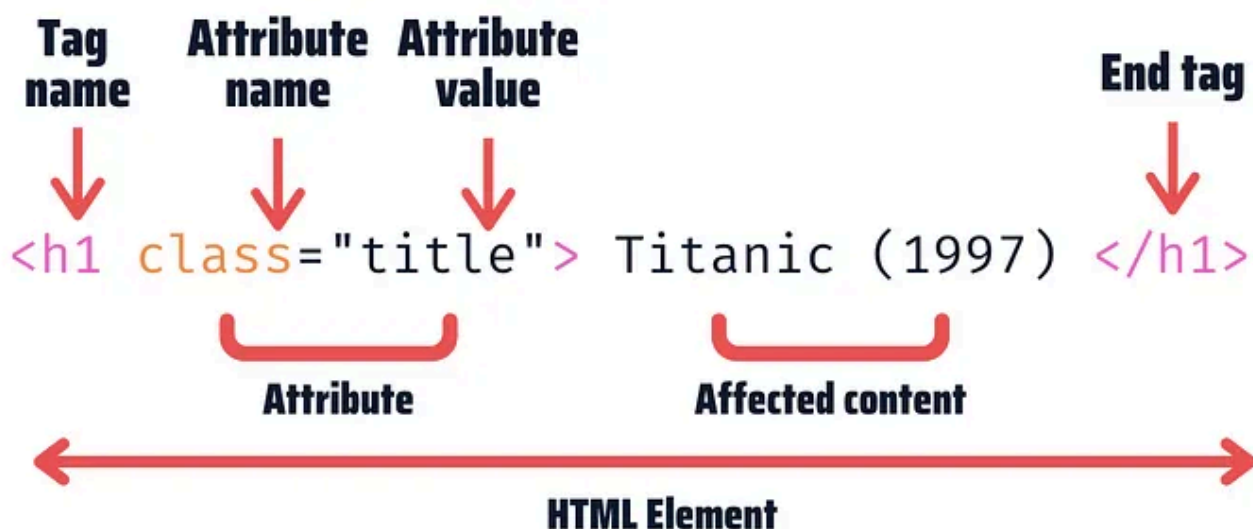 Tag
name
Attribute
name
Attribute
value
End tag
<h1 class="title"> Titanic (1997) </h1>
Attribute
Affected content
HTML Element